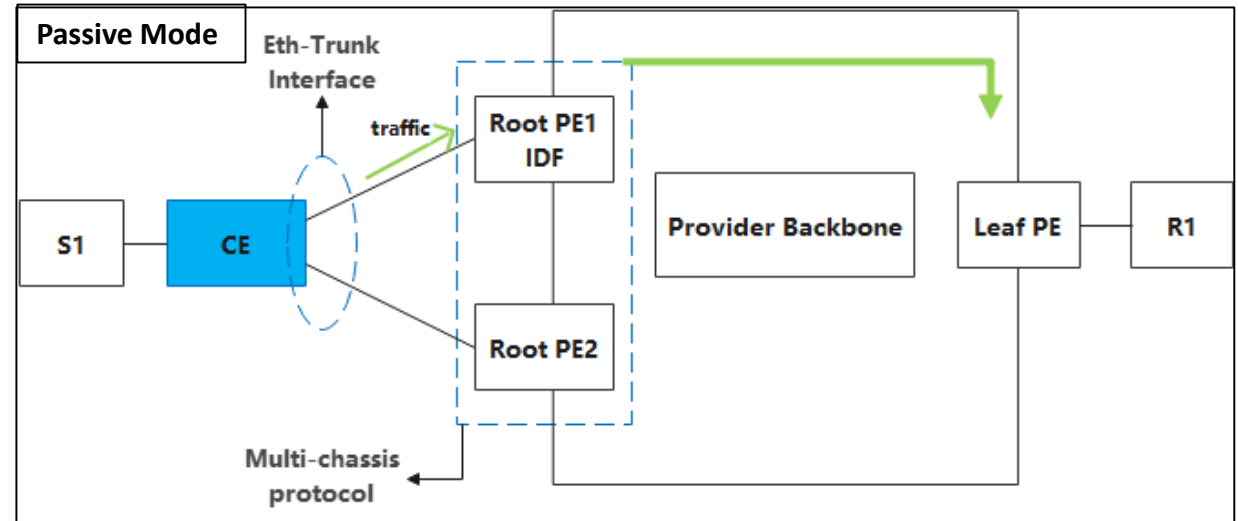 Passive Mode
Eth-Trunk
Interface
traffic
Root PE1
IDF
S1
CE
Provider Backbone
Leaf PE
R1
Root PE2
Multi-chassis
protocol